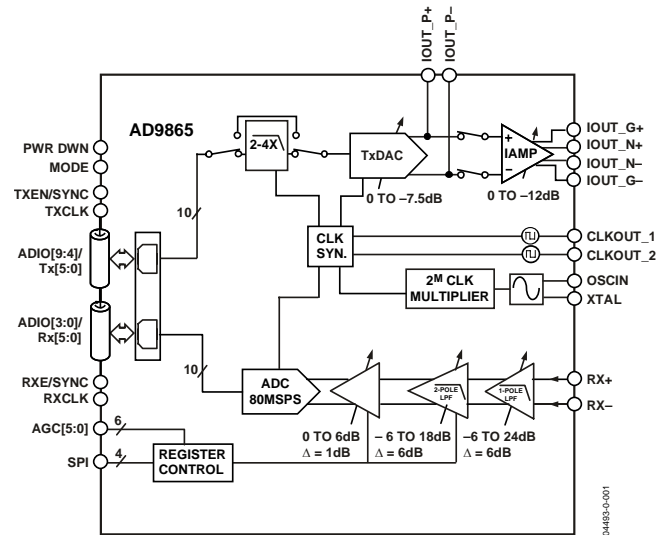 IOUT_P+
IOUT_P–
AD9865
PWR DWN
MODE
TXEN/SYNC
TXCLK
ADIO[9:4]/
Tx[5:0]
ADIO[3:0]/
Rx[5:0]
RXE/SYNC
RXCLK
AGC[5:0]
SPI
10
10
6
4
2-4X
TxDAC
0 TO –7.5dB
IAMP
+
–
0 TO –12dB
IOUT_G+
IOUT_N+
IOUT_N–
IOUT_G–
CLK
SYN.
CLKOUT_1
CLKOUT_2
2M CLK
MULTIPLIER
OSCIN
XTAL
ADC
80MSPS
2-POLE
LPF
1-POLE
LPF
RX+
RX–
0 TO 6dB
Δ = 1dB
– 6 TO 18dB
Δ = 6dB
–6 TO 24dB
Δ = 6dB
REGISTER
CONTROL
04493-0-001